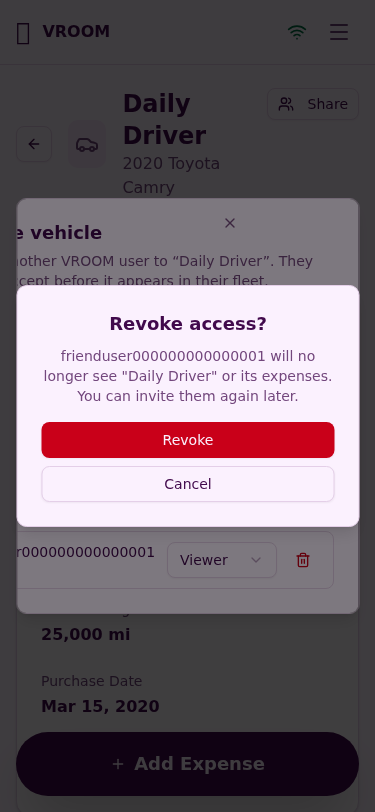 VROOM
Daily
Driver
Share
2020 Toyota
Camry
e vehicle
nother VROOM user to “Daily Driver”. They
cept before it appears in their fleet.
Revoke access?
frienduser000000000000001 will no
longer see "Daily Driver" or its expenses.
You can invite them again later.
Revoke
Cancel
r000000000000001
Viewer
25,000 mi
Purchase Date
Mar 15, 2020
+ Add Expense